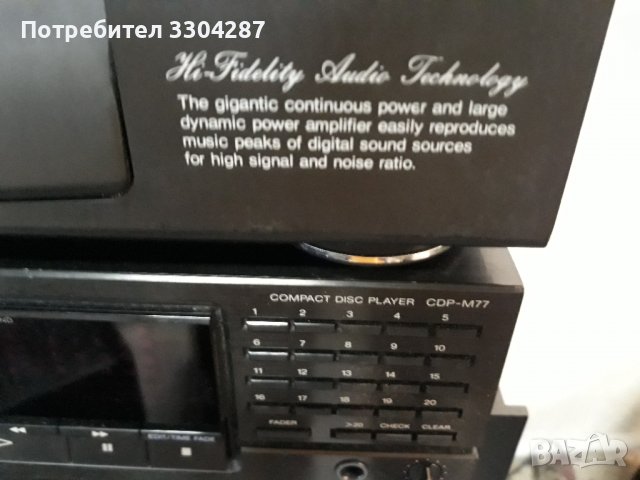 Потребител 3304287
Hi-Fidelity Audio Technology
The gigantic continuous power and large
dynamic power amplifier easily reproduces
music peaks of digital sound sources
for high signal and noise ratio.
COMPACT DISC PLAYER CDP-M77
1 2 3 4 5
6 7 8 9 10
11 12 13 14 15
16 17 18 19 20
FADER >20 CHECK CLEAR
EDIT/TIME FADE
BAZAR